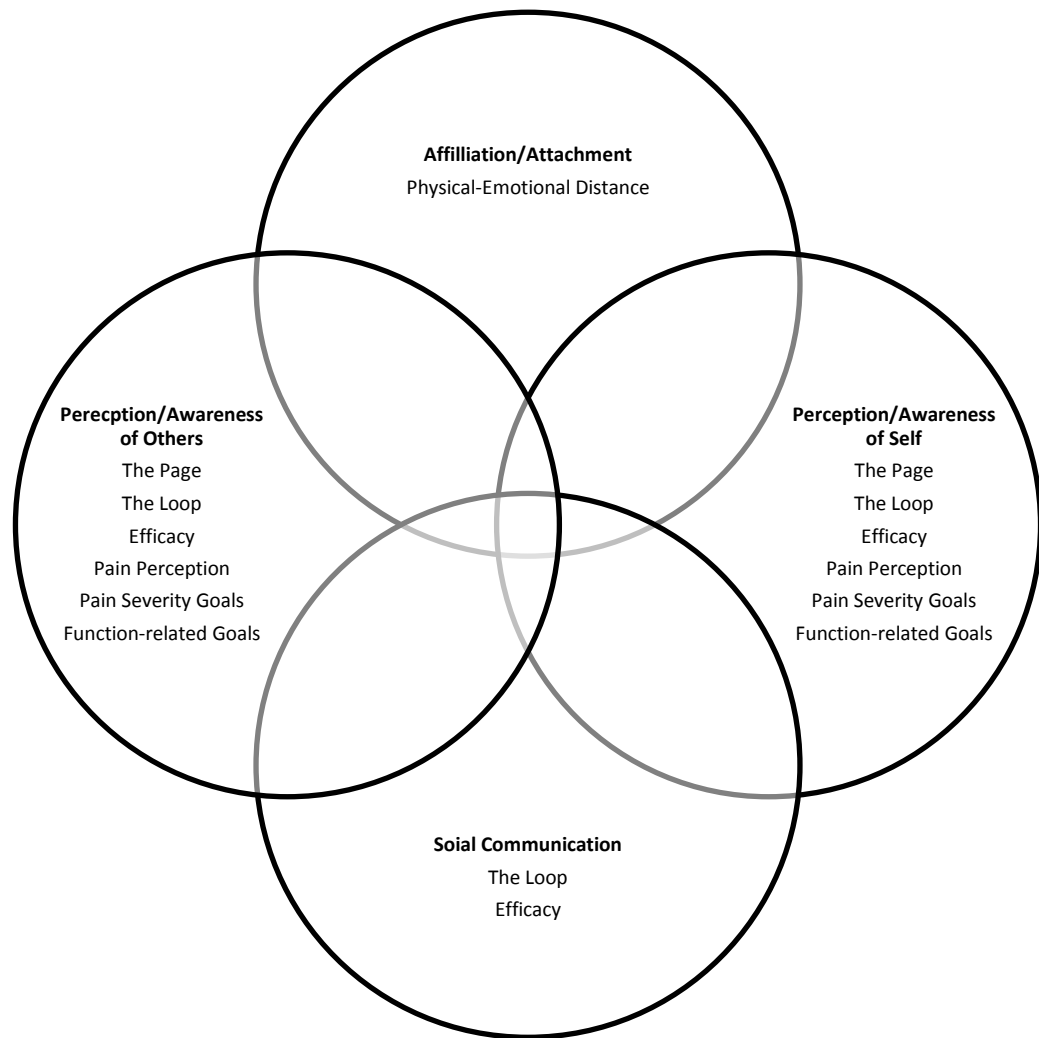 Affilliation/Attachment
Physical-Emotional Distance
Perecption/Awareness
of Others
The Page
The Loop
Efficacy
Pain Perception
Pain Severity Goals
Function-related Goals
Perception/Awareness
of Self
The Page
The Loop
Efficacy
Pain Perception
Pain Severity Goals
Function-related Goals
Soial Communication
The Loop
Efficacy